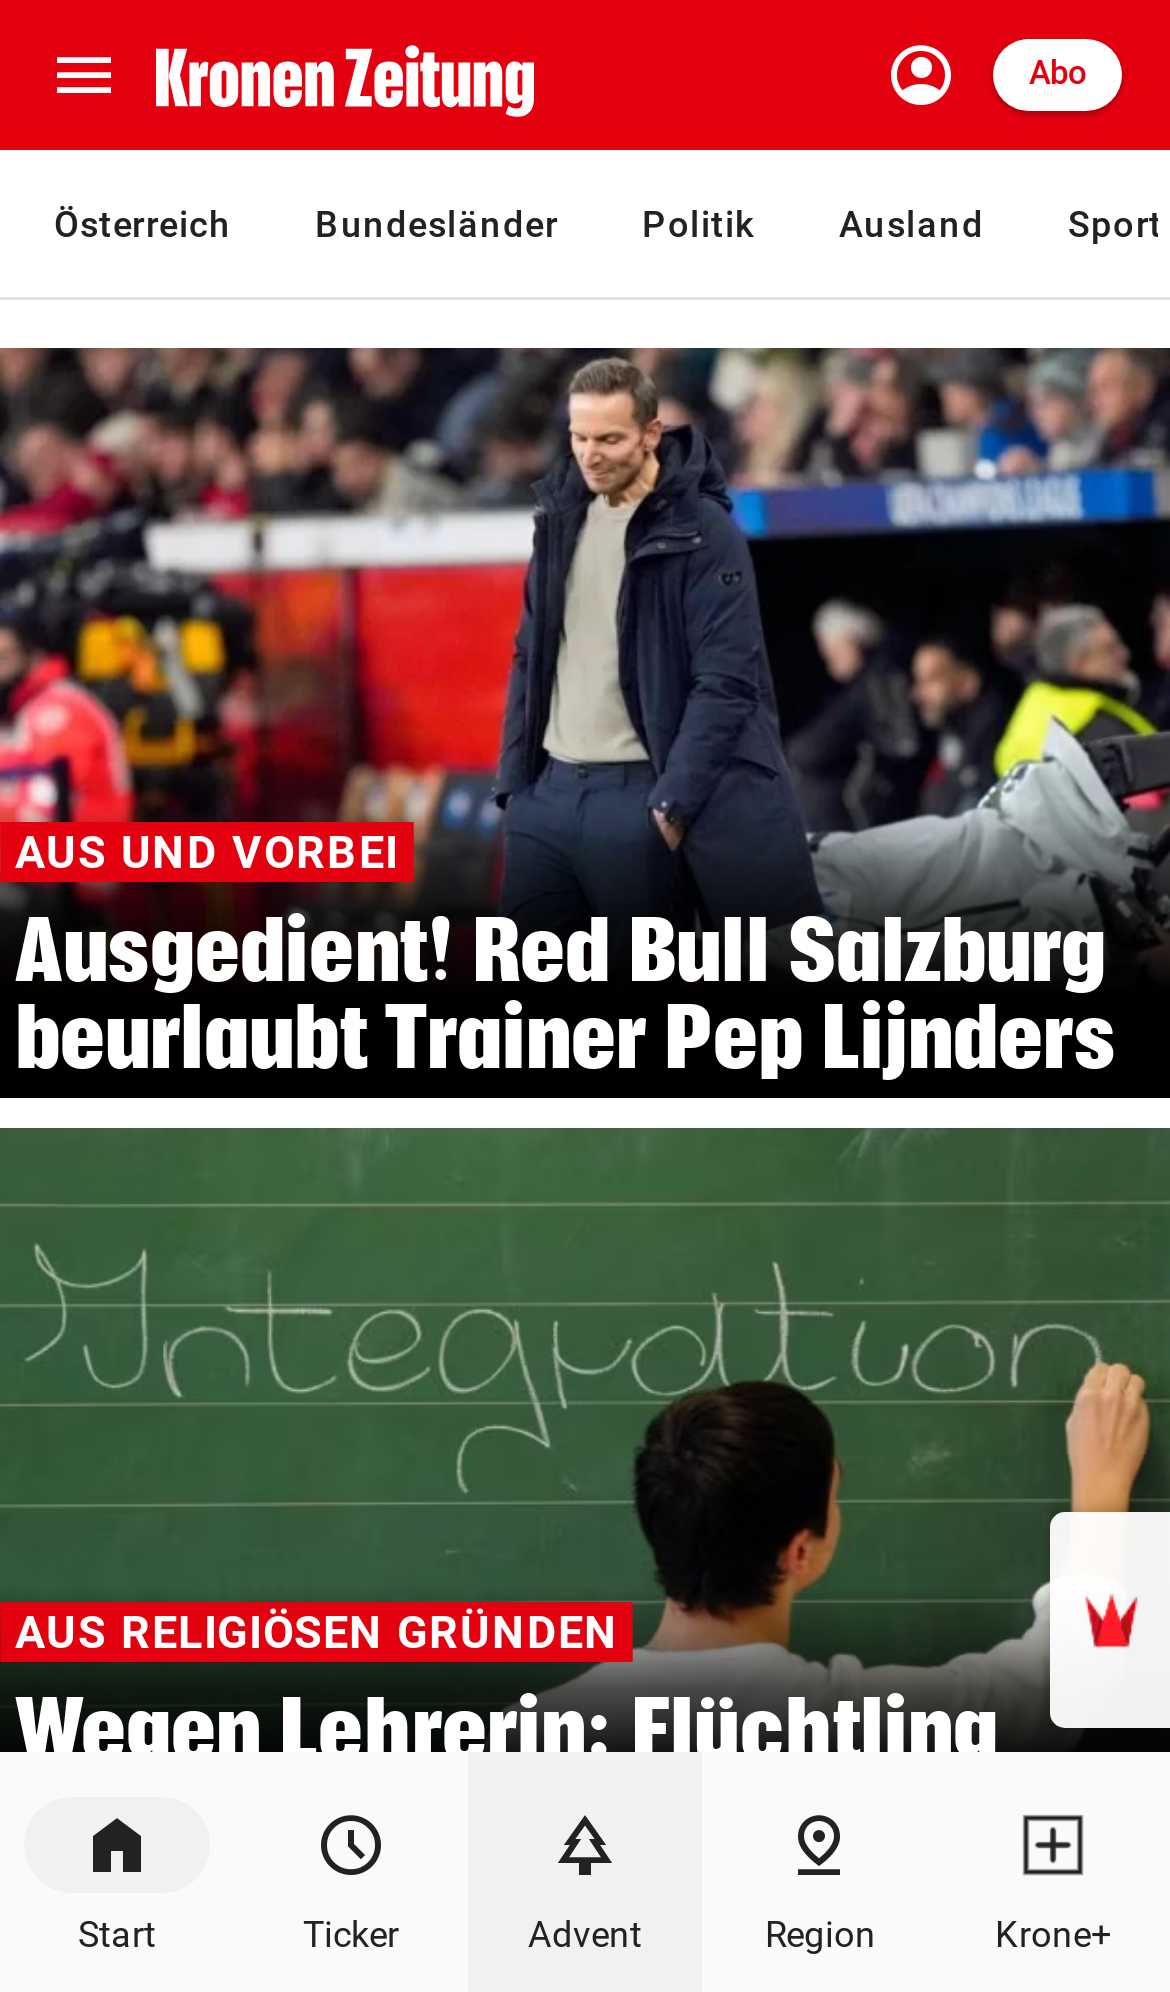 Kronen Zeitung
Abo
Österreich Bundesländer Politik Ausland Sport
AUS UND VORBEI
Ausgedient! Red Bull Salzburg
beurlaubt Trainer Pep Lijnders
Integration
AUS RELIGIÖSEN GRÜNDEN
Wegen Lehrerin: Flüchtling
Start Ticker Advent Region Krone+